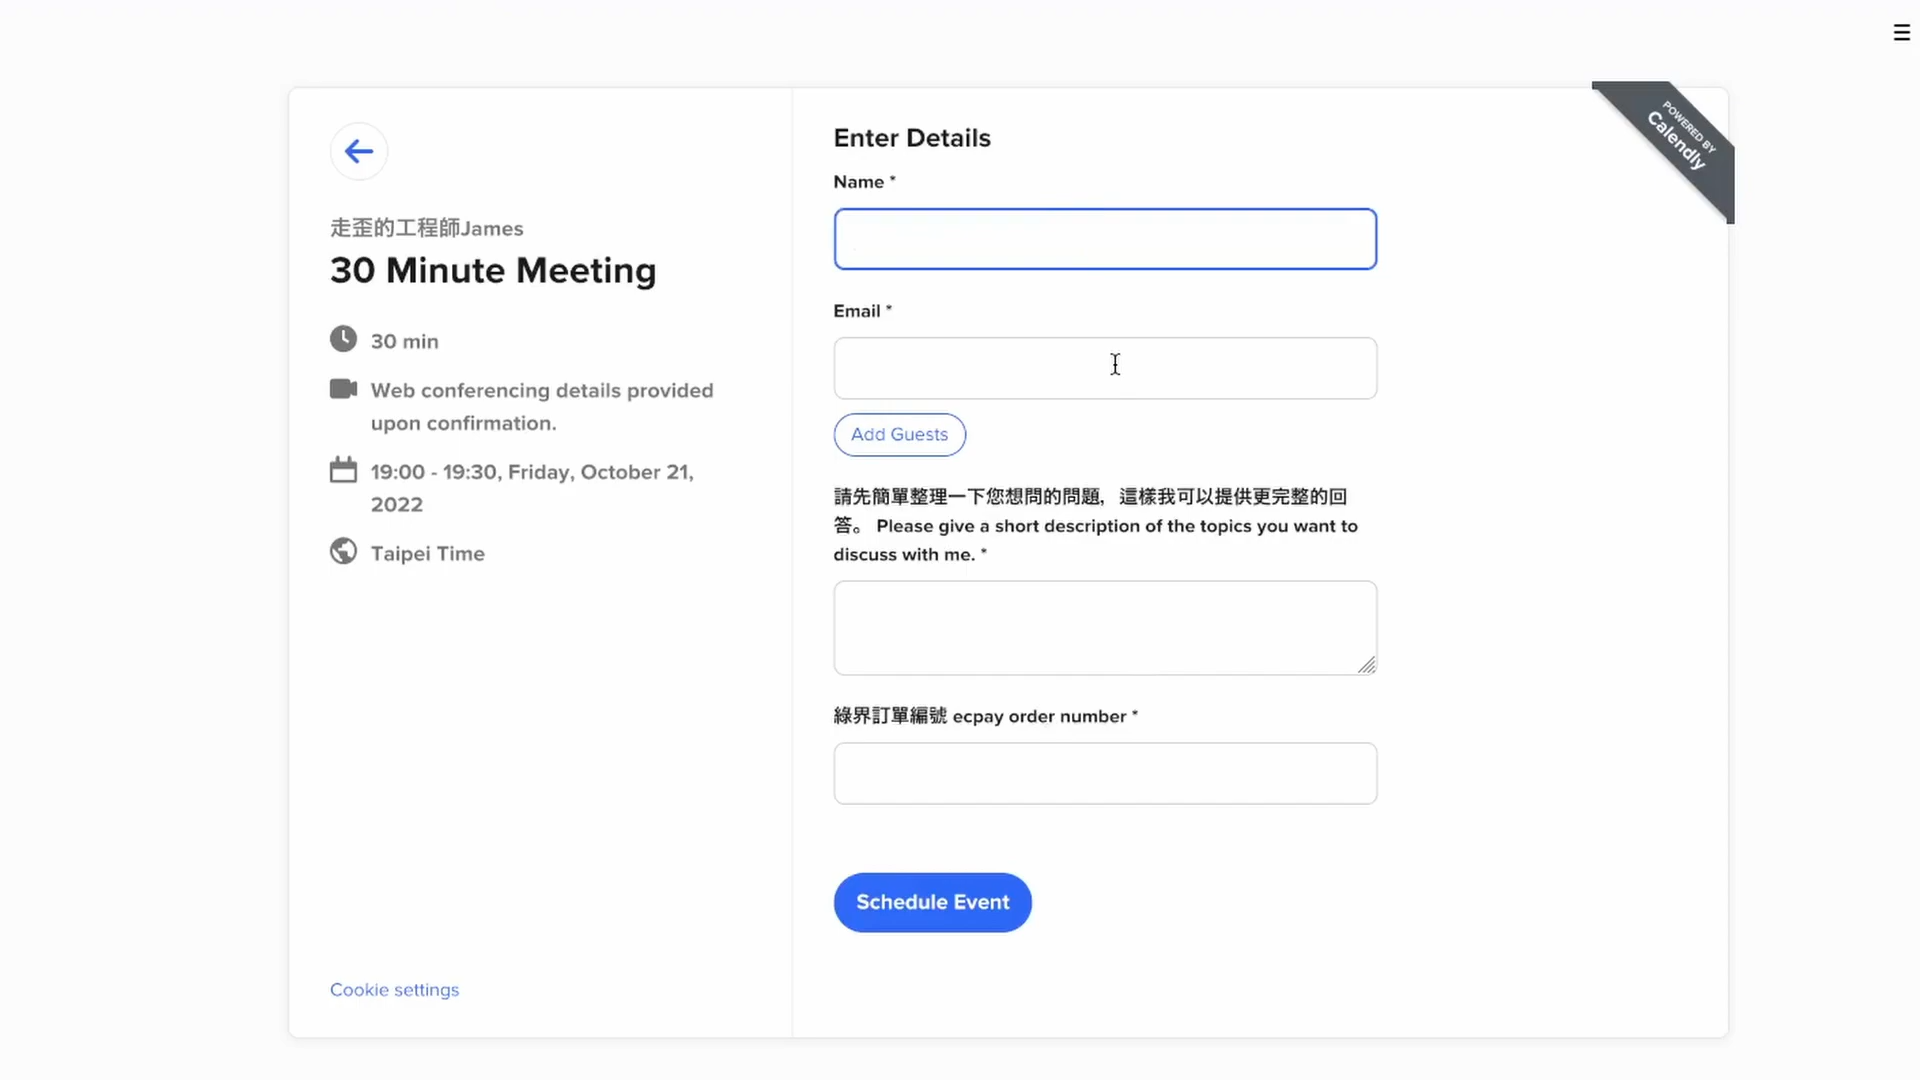 走歪的工程師James
30 Minute Meeting
30 min
Web conferencing details provided
upon confirmation.
19:00 - 19:30, Friday, October 21,
2022
Taipei Time
Cookie settings
Enter Details
Name *
Email *
Add Guests
請先簡單整理一下您想問的問題，這樣我可以提供更完整的回
答。 Please give a short description of the topics you want to
discuss with me. *
綠界訂單編號 ecpay order number *
Schedule Event
POWERED BY
Calendly